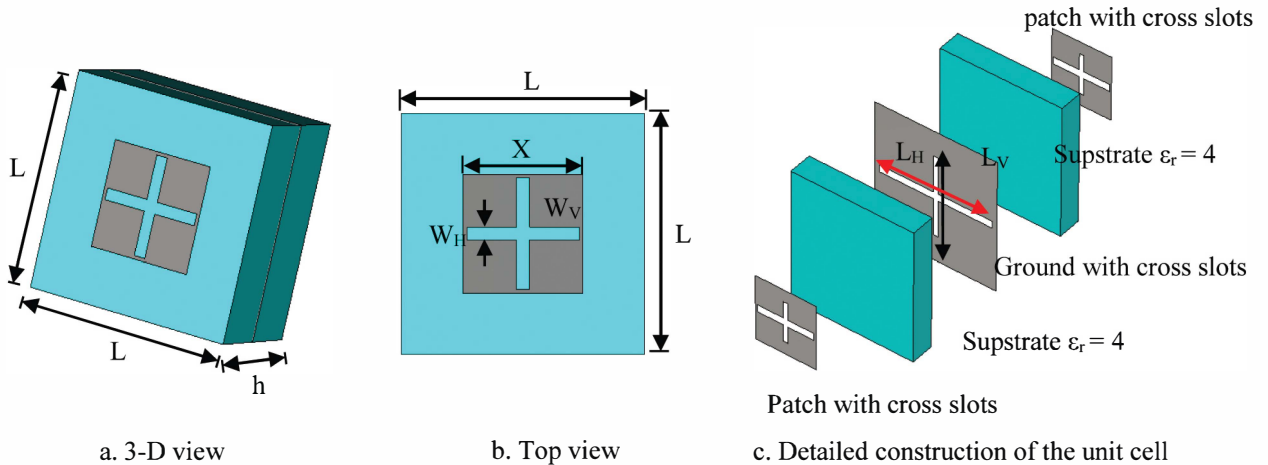 L
L
h
a. 3-D view
L
X
W_V
W_H
L
b. Top view
patch with cross slots
L_H
L_V
Supstrate ε_r = 4
Ground with cross slots
Supstrate ε_r = 4
Patch with cross slots
c. Detailed construction of the unit cell